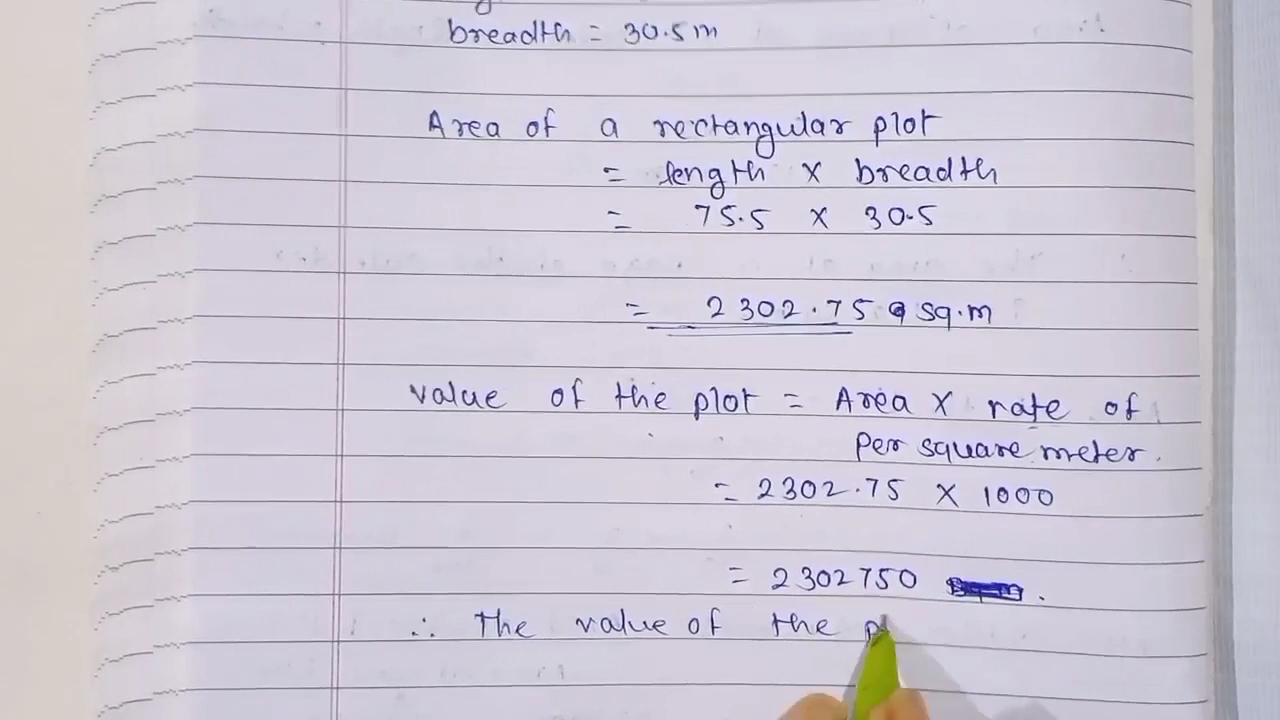 breadth = 30.5m
Area of a rectangular plot
= length × breadth
= 75.5 × 30.5
= 2302.75 sq.m
value of the plot = Area × rate of
Per square meter.
= 2302.75 × 1000
= 2302750 .
∴ The value of the